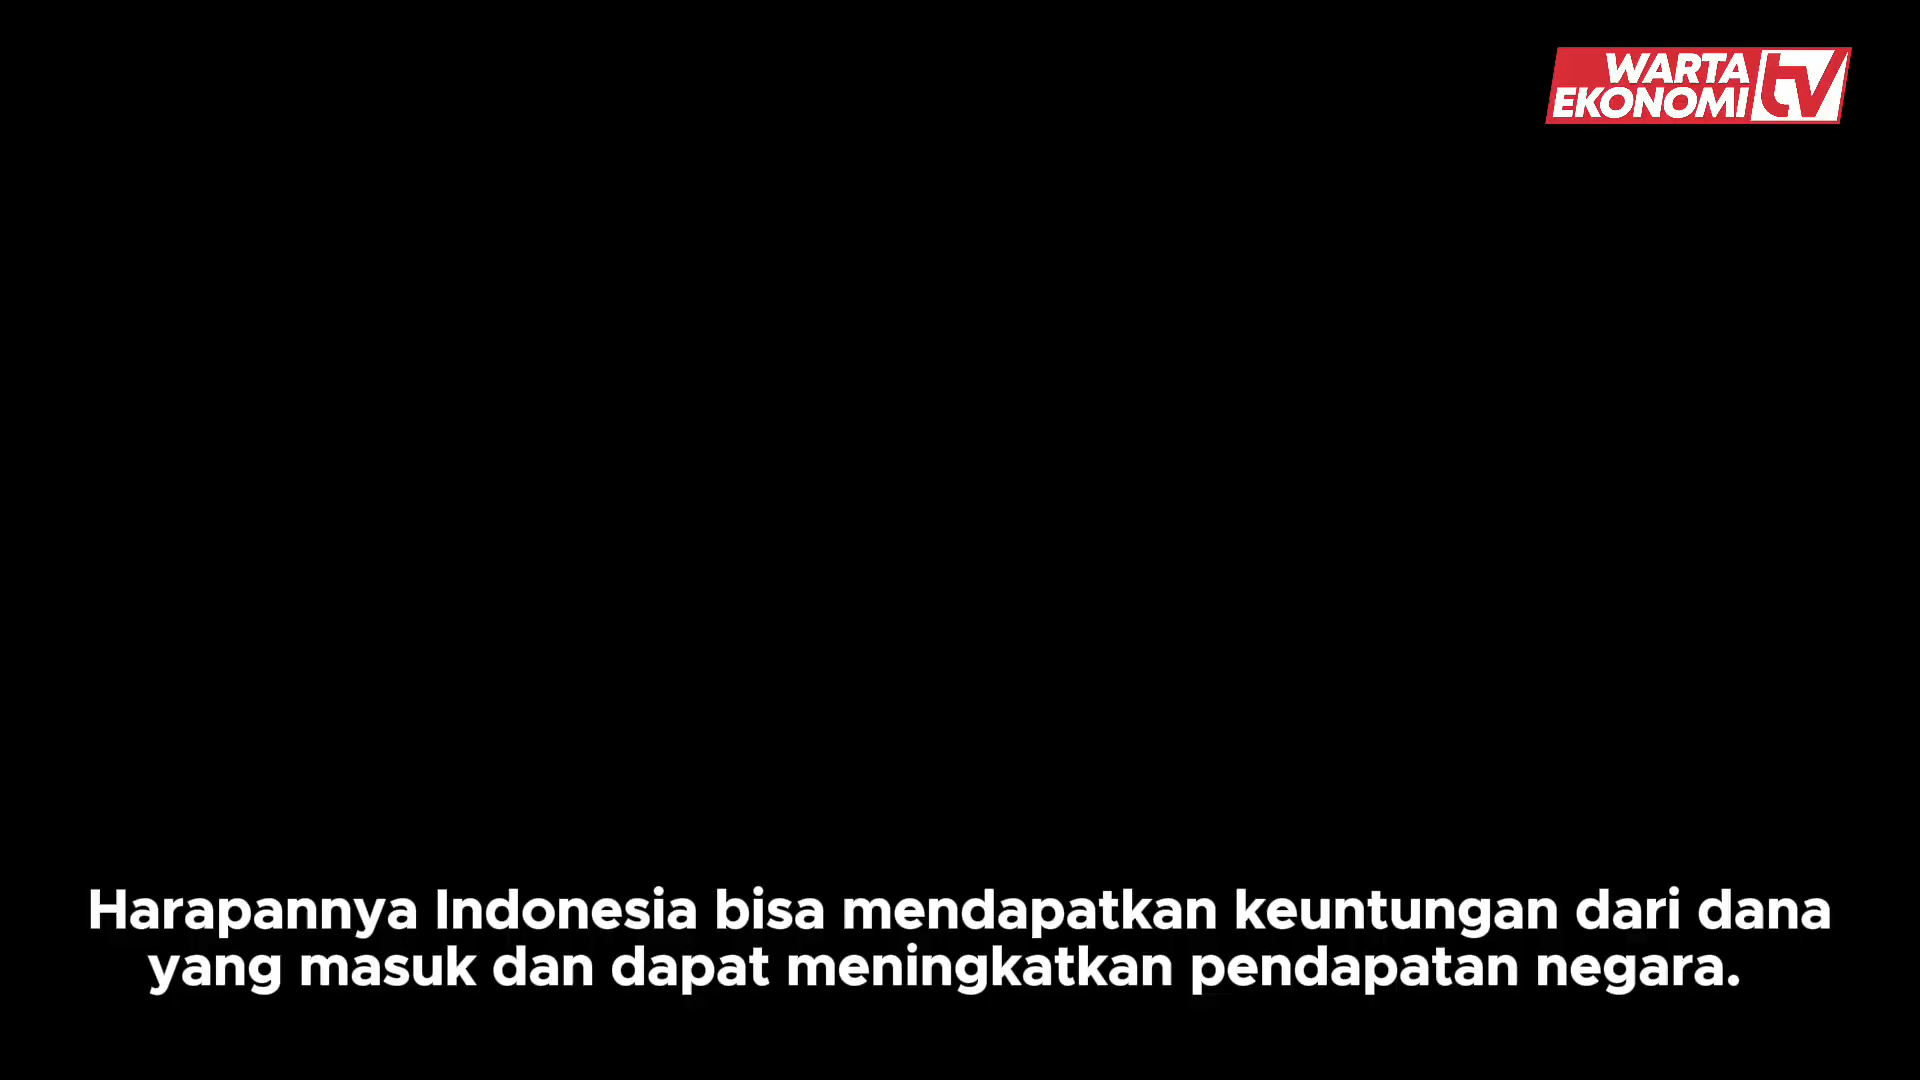 WARTA
EKONOMI tv
Harapannya Indonesia bisa mendapatkan keuntungan dari dana
yang masuk dan dapat meningkatkan pendapatan negara.